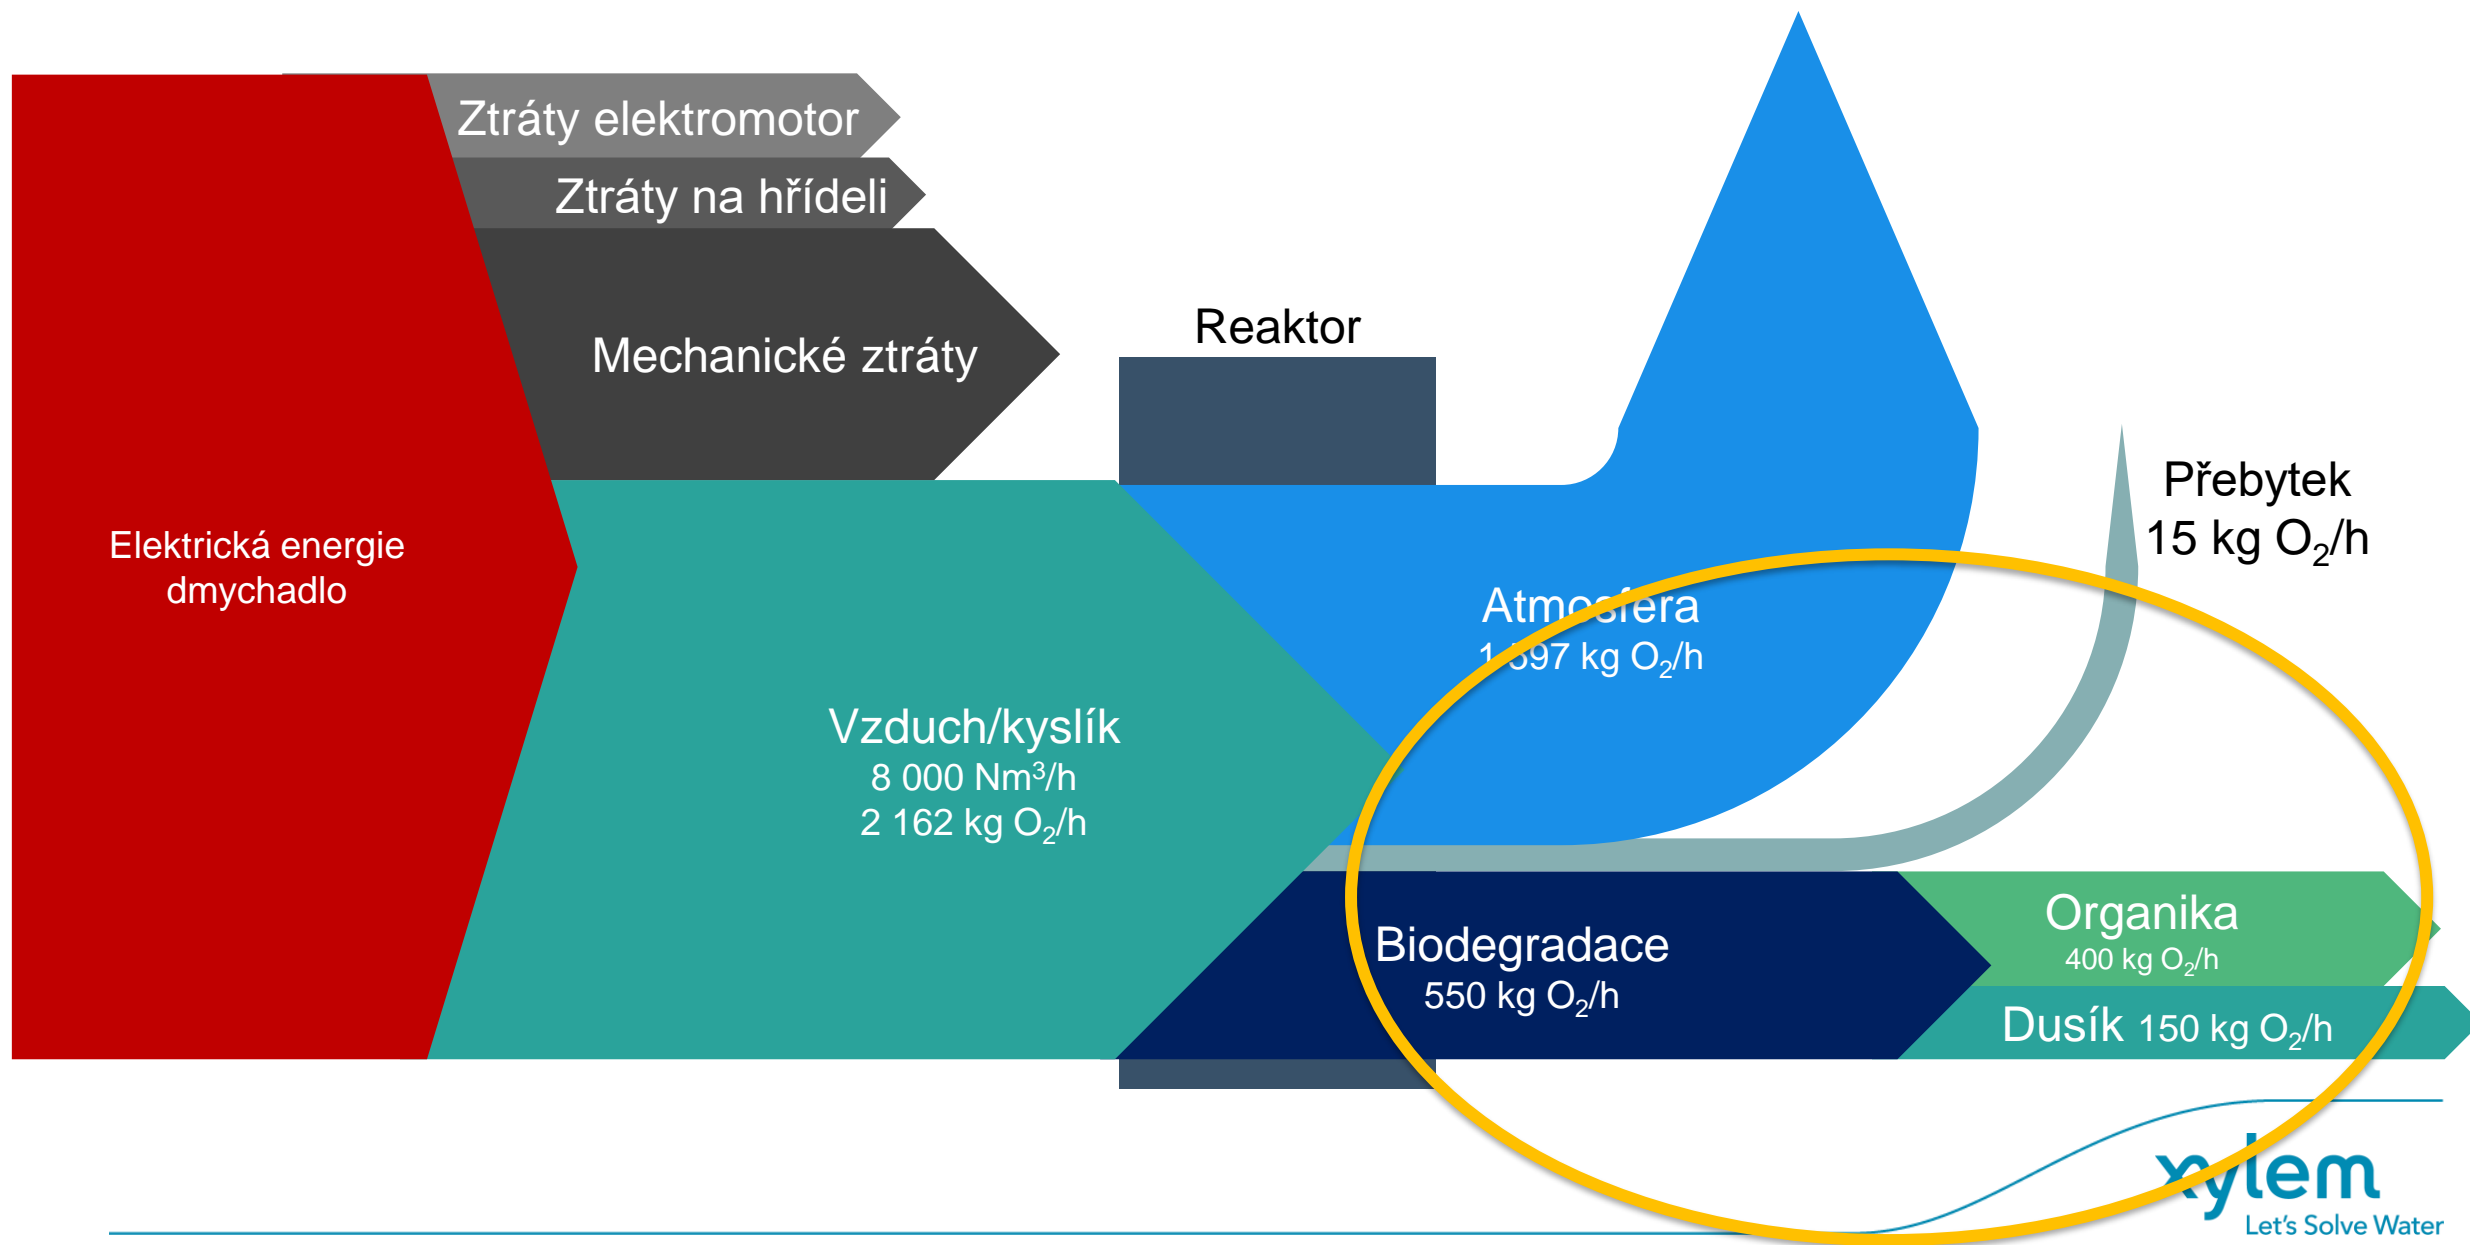 Ztráty elektromotor
Ztráty na hřídeli
Mechanické ztráty
Reaktor
Elektrická energie
dmychadlo
Přebytek
15 kg O₂/h
Atmosféra
1 597 kg O₂/h
Vzduch/kyslík
8 000 Nm³/h
2 162 kg O₂/h
Biodegradace
550 kg O₂/h
Organika
400 kg O₂/h
Dusík 150 kg O₂/h
xylem
Let's Solve Water